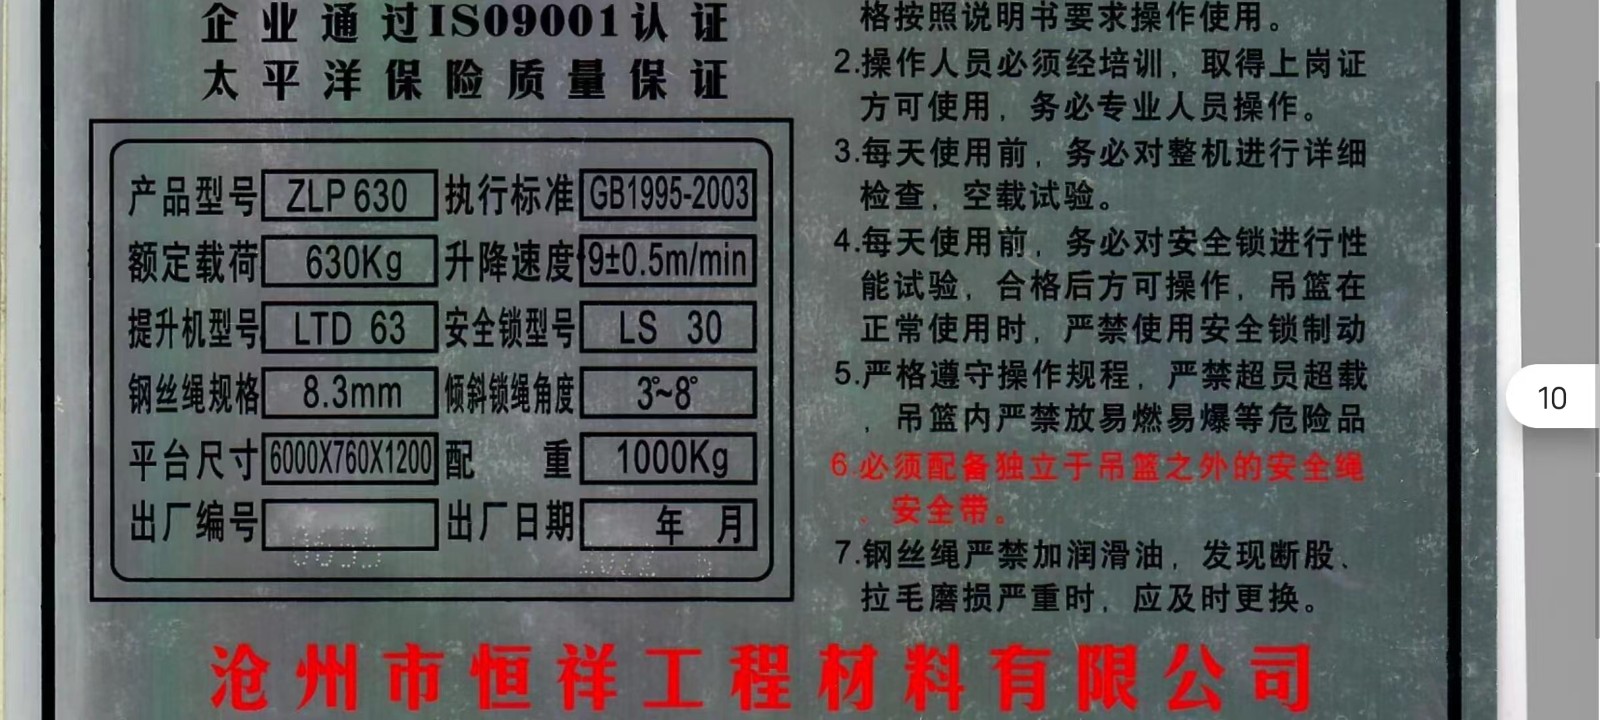 企业通过ISO9001认证
太平洋保险质量保证
产品型号 ZLP 630 执行标准 GB1995-2003
额定载荷 630Kg 升降速度 9±0.5m/min
提升机型号 LTD 63 安全锁型号 LS 30
钢丝绳规格 8.3mm 倾斜锁绳角度 3°~8°
平台尺寸 6000X760X1200 配 重 1000Kg
出厂编号 出厂日期 年 月
格按照说明书要求操作使用。
2.操作人员必须经培训，取得上岗证
方可使用，务必专业人员操作。
3.每天使用前，务必对整机进行详细
检查，空载试验。
4.每天使用前，务必对安全锁进行性
能试验，合格后方可操作，吊篮在
正常使用时，严禁使用安全锁制动
5.严格遵守操作规程，严禁超员超载
，吊篮内严禁放易燃易爆等危险品
6.必须配备独立于吊篮之外的安全绳
、安全带。
7.钢丝绳严禁加润滑油，发现断股、
拉毛磨损严重时，应及时更换。
沧州市恒祥工程材料有限公司
10